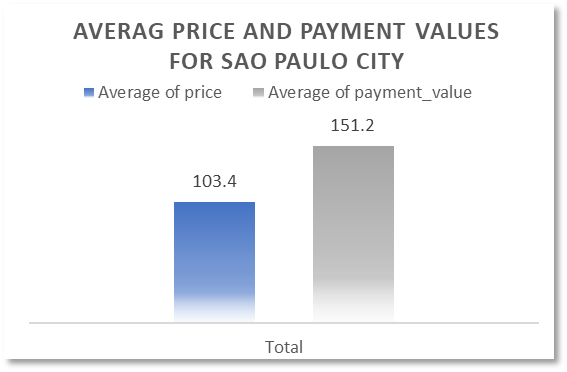 AVERAG PRICE AND PAYMENT VALUES
FOR SAO PAULO CITY
Average of price Average of payment_value
151.2
103.4
Total